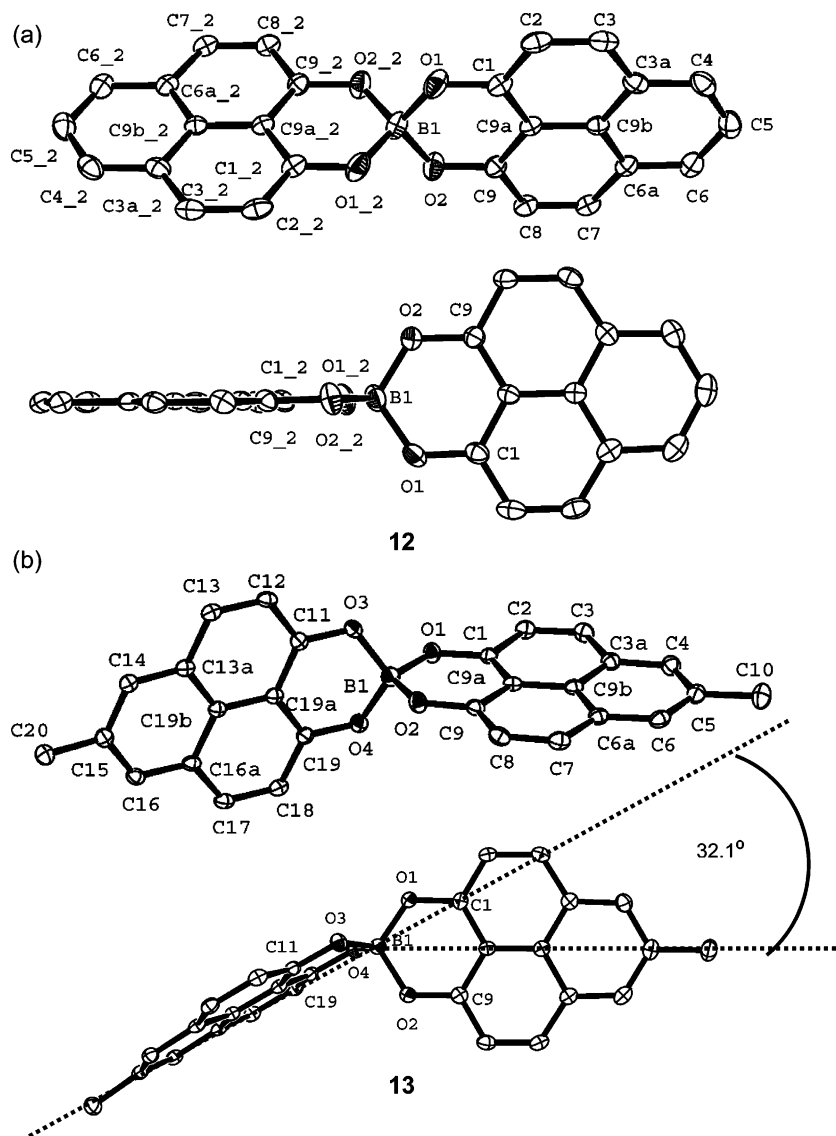 (a)
C7_2 C8_2 C2 C3
C6_2 C9_2 O2_2 O1 C1 C3a C4
C6a_2
C9b_2 C9a_2 B1 C9a C9b C5
C5_2 C1_2
C4_2 C3_2 O1_2 O2 C9 C6a C6
C3a_2 C2_2 C8 C7
O2 C9
C1_2 O1_2
B1
C9_2 O2_2
O1 C1
12
(b)
C13 C12 O3
C11 O1 C2 C3
C1 C3a C4
C14 C13a B1 C9a C10
C19b C19a C9b
C20 O4 O2 C9 C5
C15 C16a C19 C6a C6
C16 C8 C7
C17 C18
32.1º
O1
C1
O3
C11 B1
O4
C19 C9
O2
13